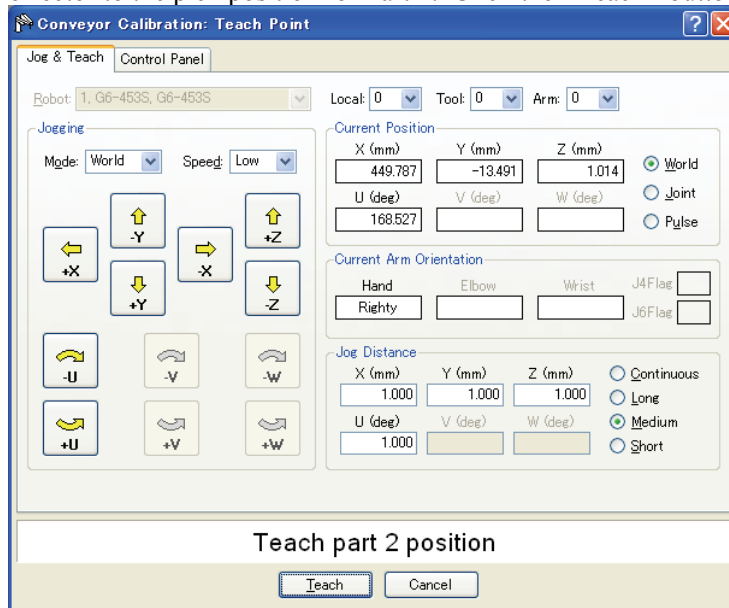 Conveyor Calibration: Teach Point
Jog & Teach Control Panel
Robot: 1, G6-453S, G6-453S Local: 0 Tool: 0 Arm: 0
Jogging
Mode: World Speed: Low
-Y +Z
+X -X
+Y -Z
-U -V -W
+U +V +W
Current Position
X (mm) Y (mm) Z (mm)
449.787 -13.491 1.014
U (deg) V (deg) W (deg)
168.527
World
Joint
Pulse
Current Arm Orientation
Hand Elbow Wrist J4Flag
Righty J6Flag
Jog Distance
X (mm) Y (mm) Z (mm)
1.000 1.000 1.000
U (deg) V (deg) W (deg)
1.000
Continuous
Long
Medium
Short
Teach part 2 position
Teach Cancel